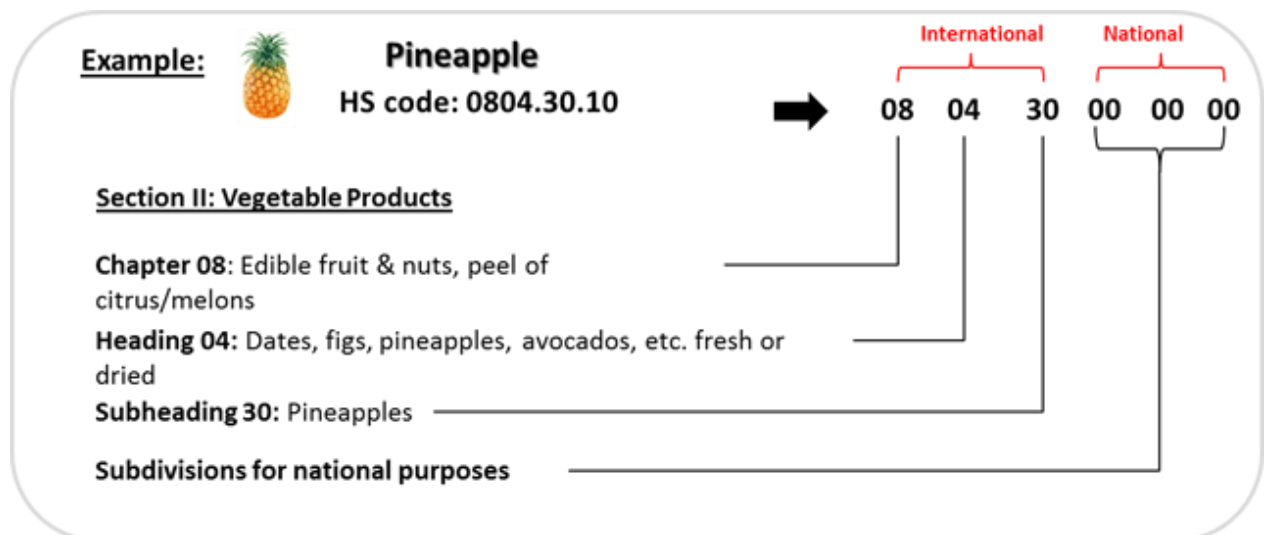 International National
Example: Pineapple
HS code: 0804.30.10
08 04 30 00 00 00
Section II: Vegetable Products
Chapter 08: Edible fruit & nuts, peel of
citrus/melons
Heading 04: Dates, figs, pineapples, avocados, etc. fresh or
dried
Subheading 30: Pineapples
Subdivisions for national purposes